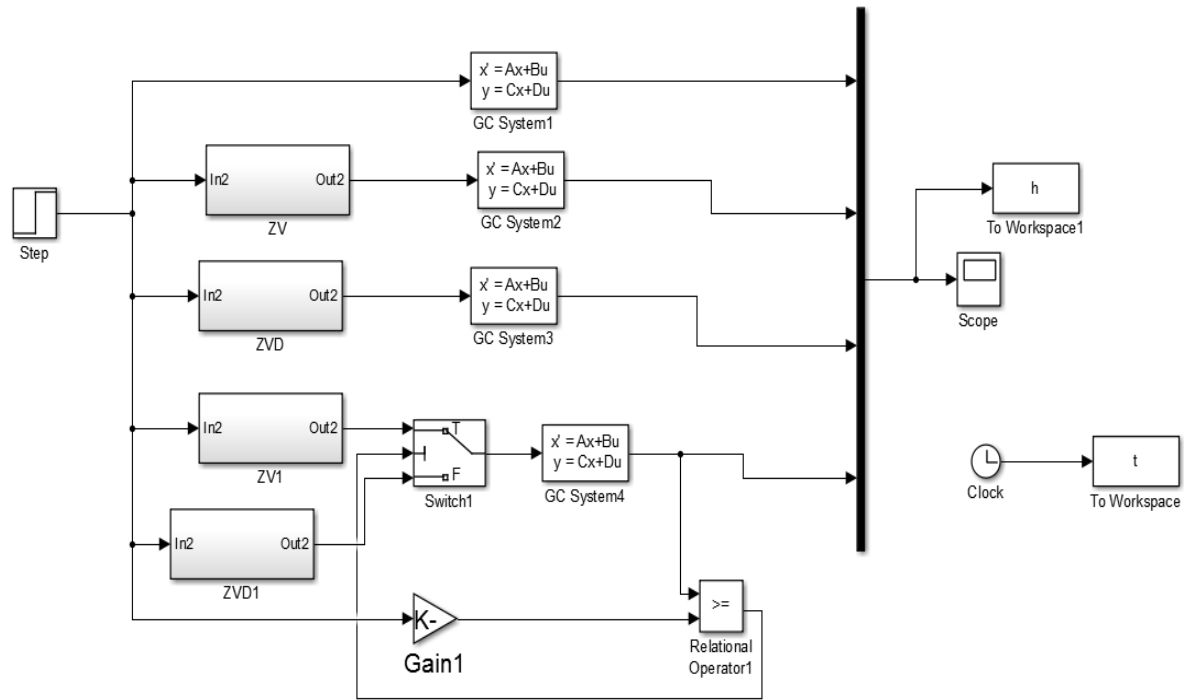 x' = Ax+Bu
y = Cx+Du
GC System1
In2
Out2
ZV
x' = Ax+Bu
y = Cx+Du
GC System2
h
To Workspace1
Step
In2
Out2
ZVD
x' = Ax+Bu
y = Cx+Du
GC System3
Scope
In2
Out2
ZV1
T
F
Switch1
x' = Ax+Bu
y = Cx+Du
GC System4
Clock
t
To Workspace
In2
Out2
ZVD1
K-
Gain1
>=
Relational
Operator1